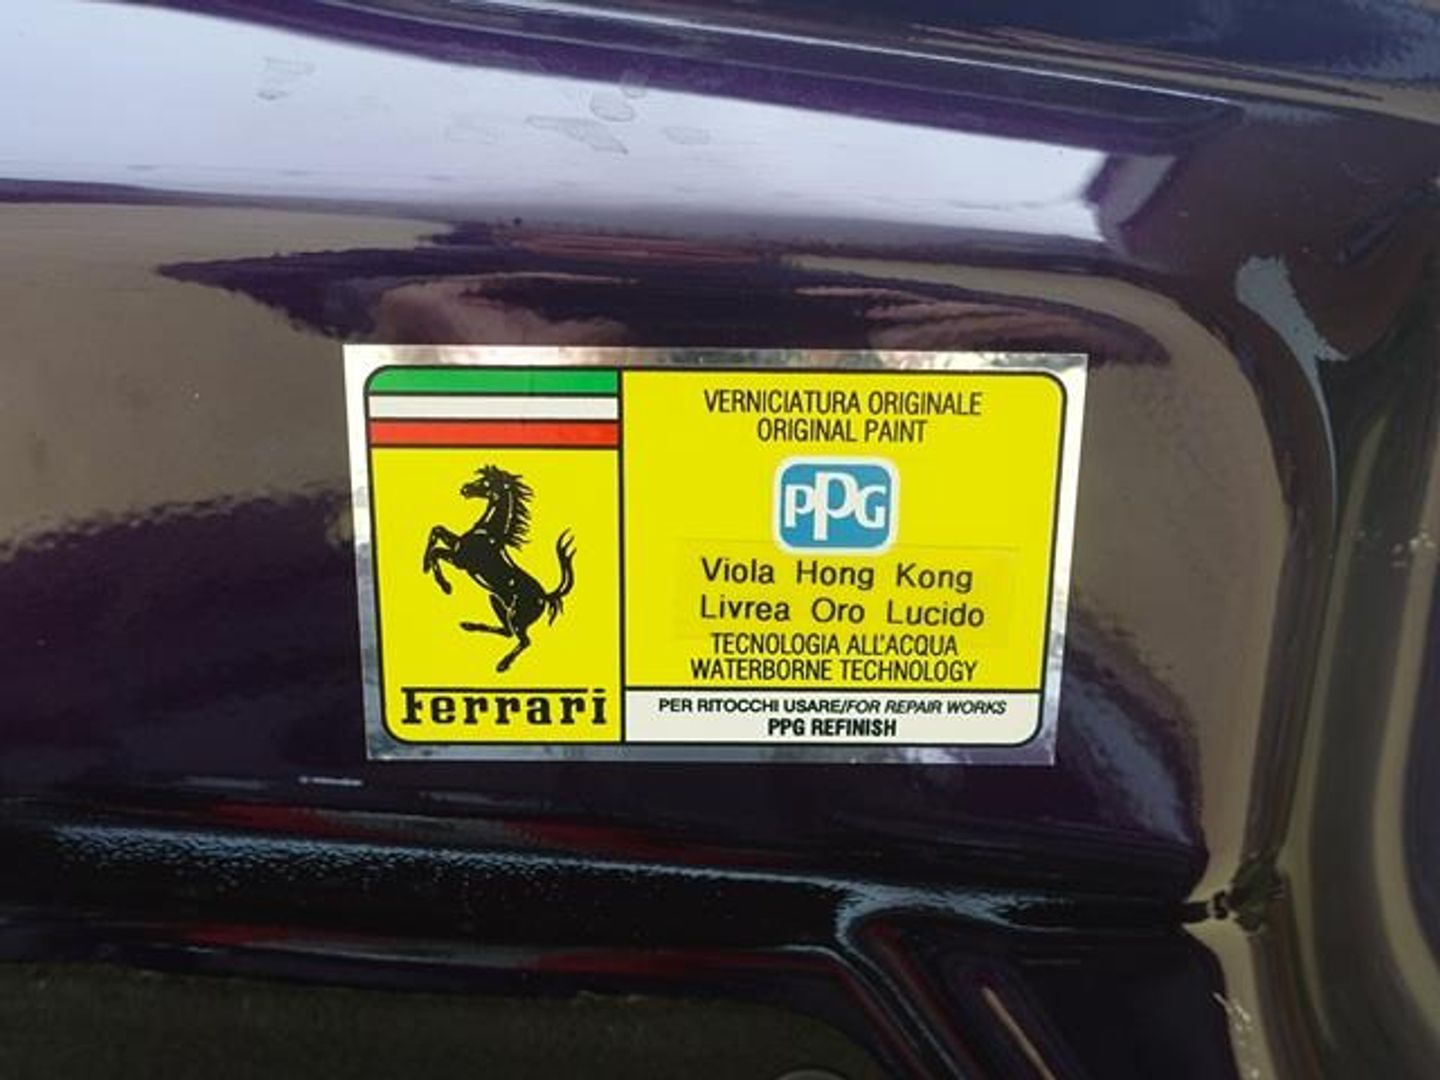 VERNICIATURA ORIGINALE
ORIGINAL PAINT
PPG
Viola Hong Kong
Livrea Oro Lucido
TECNOLOGIA ALL'ACQUA
WATERBORNE TECHNOLOGY
Ferrari
PER RITOCCHI USARE/FOR REPAIR WORKS
PPG REFINISH